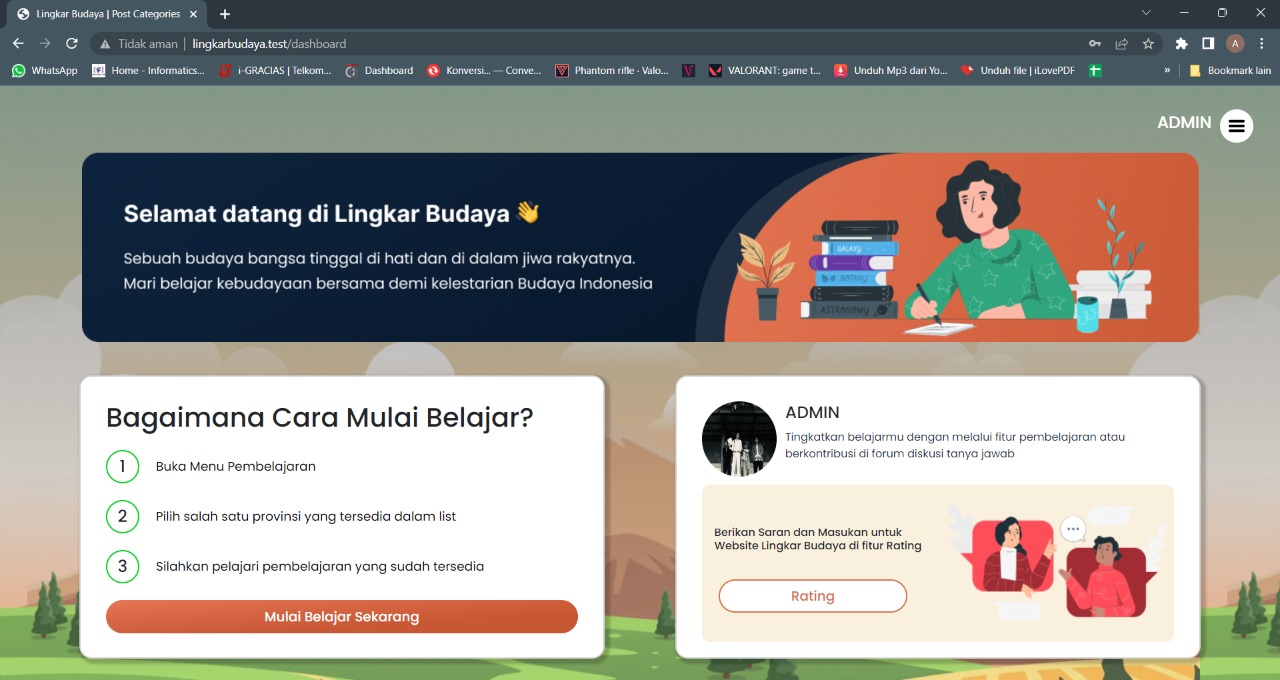 Lingkar Budaya | Post Categories
Tidak aman | lingkarbudaya.test/dashboard
A
WhatsApp
Home - Informatics...
i-GRACIAS | Telkom...
Dashboard
Konversi... — Conve...
Phantom rifle - Valo...
VALORANT: game t...
Unduh Mp3 dari Yo...
Unduh file | iLovePDF
»
Bookmark lain
ADMIN
Selamat datang di Lingkar Budaya 👋
Sebuah budaya bangsa tinggal di hati dan di dalam jiwa rakyatnya.
Mari belajar kebudayaan bersama demi kelestarian Budaya Indonesia
GALAXY
BOTANY
ASTRONOMY
Bagaimana Cara Mulai Belajar?
1 Buka Menu Pembelajaran
2 Pilih salah satu provinsi yang tersedia dalam list
3 Silahkan pelajari pembelajaran yang sudah tersedia
Mulai Belajar Sekarang
ADMIN
Tingkatkan belajarmu dengan melalui fitur pembelajaran atau
berkontribusi di forum diskusi tanya jawab
Berikan Saran dan Masukan untuk
Website Lingkar Budaya di fitur Rating
Rating